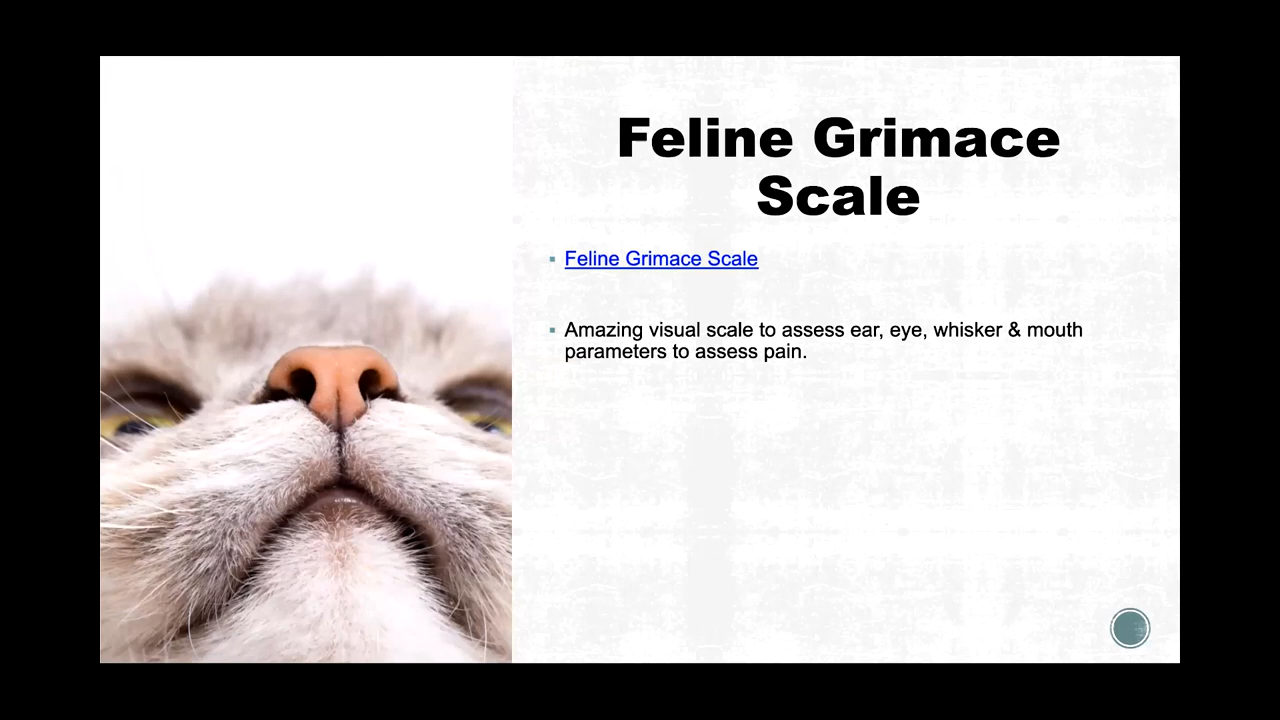 Feline Grimace
Scale
Feline Grimace Scale
Amazing visual scale to assess ear, eye, whisker & mouth
parameters to assess pain.